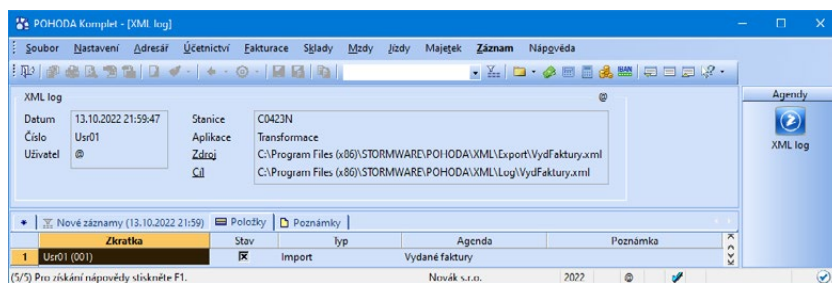 POHODA Komplet - [XML log]
Soubor Nastavení Adresář Účetnictví Fakturace Sklady Mzdy Jízdy Majetek Záznam Nápověda
XML log @ Agendy
Datum 13.10.2022 21:59:47 Stanice C0423N
Číslo Usr01 Aplikace Transformace XML log
Uživatel @ Zdroj C:\Program Files (x86)\STORMWARE\POHODA\XML\Export\VydFaktury.xml
Cíl C:\Program Files (x86)\STORMWARE\POHODA\XML\Log\VydFaktury.xml
Nové záznamy (13.10.2022 21:59) Položky Poznámky
Zkratka Stav Typ Agenda Poznámka
1 Usr01 (001) Import Vydané faktury
(5/5) Pro získání nápovědy stiskněte F1. Novák s.r.o. 2022 @